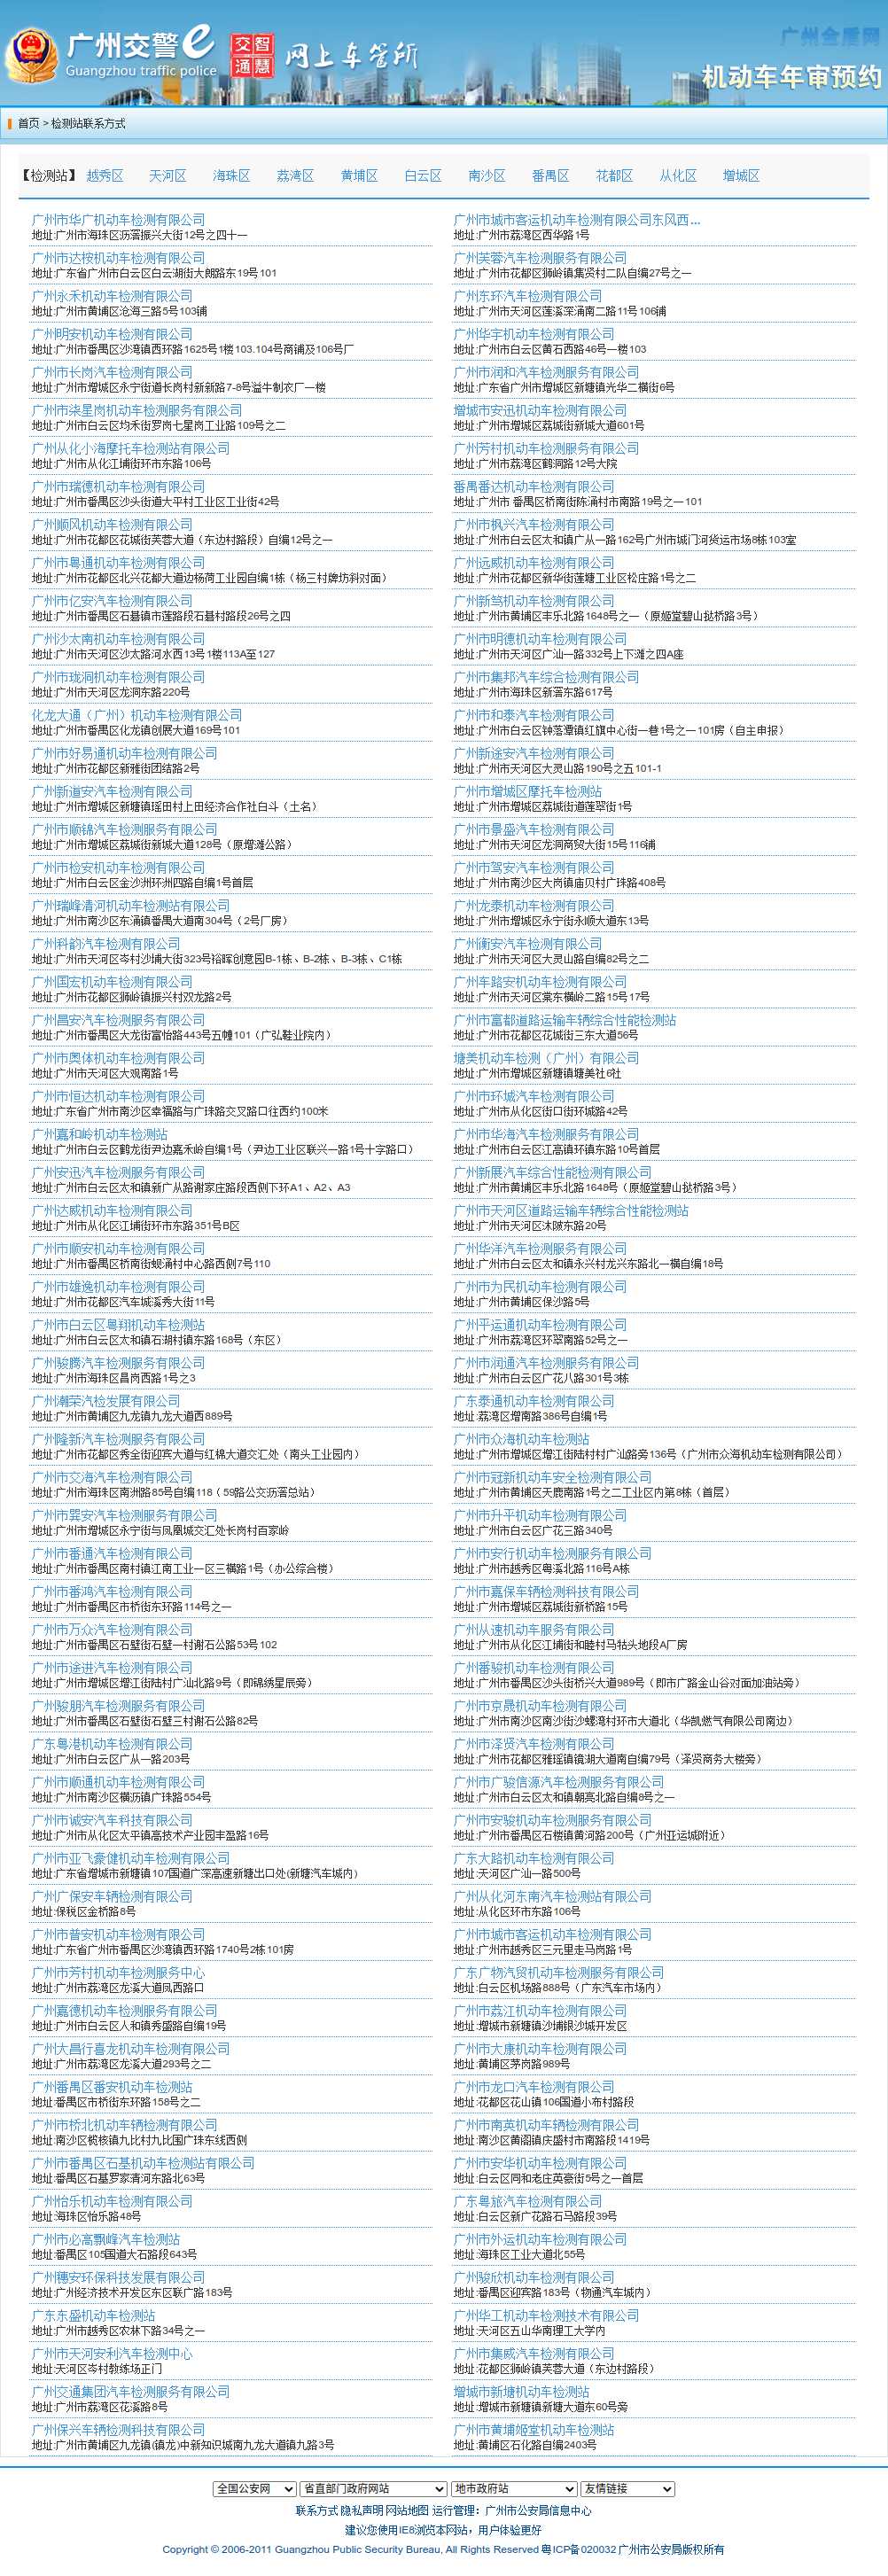 广州交警e
Guangzhou traffic police
智慧交通
网上车管所
广州金盾网
机动车年审预约
首页 > 检测站联系方式
【检测站】 越秀区 天河区 海珠区 荔湾区 黄埔区 白云区 南沙区 番禺区 花都区 从化区 增城区
广州市华广机动车检测有限公司 广州市城市客运机动车检测有限公司东风西...
地址:广州市海珠区沥滘振兴大街12号之四十一 地址:广州市荔湾区西华路1号
广州市达桉机动车检测有限公司 广州芙蓉汽车检测服务有限公司
地址:广东省广州市白云区白云湖街大朗路东19号101 地址:广州市花都区狮岭镇集贤村二队自编27号之一
广州永禾机动车检测有限公司 广州东环汽车检测有限公司
地址:广州市黄埔区沧海三路5号103铺 地址:广州市天河区莲溪深涌南二路11号106铺
广州明安机动车检测有限公司 广州华宇机动车检测有限公司
地址:广州市番禺区沙湾镇西环路1625号1楼103.104号商铺及106号厂 地址:广州市白云区黄石西路46号一楼103
广州市长岗汽车检测有限公司 广州市润和汽车检测服务有限公司
地址:广州市增城区永宁街道长岗村新新路7-8号溢牛制衣厂一楼 地址:广东省广州市增城区新塘镇光华二横街6号
广州市柒星岗机动车检测服务有限公司 增城市安迅机动车检测有限公司
地址:广州市白云区均禾街罗岗七星岗工业路109号之二 地址:广州市增城区荔城街新城大道601号
广州从化小海摩托车检测站有限公司 广州芳村机动车检测服务有限公司
地址:广州市从化江埔街环市东路106号 地址:广州市荔湾区鹤洞路12号大院
广州市瑞德机动车检测有限公司 番禺番达机动车检测有限公司
地址:广州市番禺区沙头街道大平村工业区工业街42号 地址:广州市 番禺区桥南街陈涌村市南路19号之一101
广州顺风机动车检测有限公司 广州市枫兴汽车检测有限公司
地址:广州市花都区花城街芙蓉大道（东边村路段）自编12号之一 地址:广州市白云区太和镇广从一路162号广州市城门河货运市场8栋103室
广州市粤通机动车检测有限公司 广州远威机动车检测有限公司
地址:广州市花都区北兴花都大道边杨荷工业园自编1栋（杨三村牌坊斜对面） 地址:广州市花都区新华街莲塘工业区松庄路1号之二
广州市亿安汽车检测有限公司 广州新笃机动车检测有限公司
地址:广州市番禺区石碁镇市莲路段石碁村路段26号之四 地址:广州市黄埔区丰乐北路1648号之一（原姬堂碧山挞桥路3号）
广州沙太南机动车检测有限公司 广州市明德机动车检测有限公司
地址:广州市天河区沙太路河水西13号1楼113A至127 地址:广州市天河区广汕一路332号上下滩之四A座
广州市珑洞机动车检测有限公司 广州市集邦汽车综合检测有限公司
地址:广州市天河区龙洞东路220号 地址:广州市海珠区新滘东路617号
化龙大通（广州）机动车检测有限公司 广州市和泰汽车检测有限公司
地址:广州市番禺区化龙镇创展大道169号101 地址:广州市白云区钟落潭镇红旗中心街一巷1号之一101房（自主申报）
广州市好易通机动车检测有限公司 广州新途安汽车检测有限公司
地址:广州市花都区新雅街团结路2号 地址:广州市天河区大灵山路190号之五101-1
广州新道安汽车检测有限公司 广州市增城区摩托车检测站
地址:广州市增城区新塘镇瑶田村上田经济合作社白斗（土名） 地址:广州市增城区荔城街道莲翠街1号
广州市顺锦汽车检测服务有限公司 广州市景盛汽车检测有限公司
地址:广州市增城区荔城街新城大道128号（原增滩公路） 地址:广州市天河区龙洞商贸大街15号116铺
广州市检安机动车检测有限公司 广州市驾安汽车检测有限公司
地址:广州市白云区金沙洲环洲四路自编1号首层 地址:广州市南沙区大岗镇庙贝村广珠路408号
广州瑞峰清河机动车检测站有限公司 广州龙泰机动车检测有限公司
地址:广州市南沙区东涌镇番禺大道南304号（2号厂房） 地址:广州市增城区永宁街永顺大道东13号
广州科韵汽车检测有限公司 广州衡安汽车检测有限公司
地址:广州市天河区岑村沙埔大街323号裕晖创意园B-1栋、B-2栋、B-3栋、C1栋 地址:广州市天河区大灵山路自编82号之二
广州国宏机动车检测有限公司 广州车路安机动车检测有限公司
地址:广州市花都区狮岭镇振兴村双龙路2号 地址:广州市天河区棠东横岭二路15号17号
广州昌安汽车检测服务有限公司 广州市富都道路运输车辆综合性能检测站
地址:广州市番禺区大龙街富怡路443号五幢101（广弘鞋业院内） 地址:广州市花都区花城街三东大道56号
广州市奥体机动车检测有限公司 塘美机动车检测（广州）有限公司
地址:广州市天河区大观南路1号 地址:广州市增城区新塘镇塘美社6社
广州市恒达机动车检测有限公司 广州市环城汽车检测有限公司
地址:广东省广州市南沙区幸福路与广珠路交叉路口往西约100米 地址:广州市从化区街口街环城路42号
广州嘉和岭机动车检测站 广州市华海汽车检测服务有限公司
地址:广州市白云区鹤龙街尹边嘉禾岭自编1号（尹边工业区联兴一路1号十字路口） 地址:广州市白云区江高镇环镇东路10号首层
广州安迅汽车检测服务有限公司 广州新展汽车综合性能检测有限公司
地址:广州市白云区太和镇新广从路谢家庄路段西侧下环A1、A2、A3 地址:广州市黄埔区丰乐北路1648号（原姬堂碧山挞桥路3号）
广州达威机动车检测有限公司 广州市天河区道路运输车辆综合性能检测站
地址:广州市从化区江埔街环市东路351号B区 地址:广州市天河区沐陂东路20号
广州市顺安机动车检测有限公司 广州华洋汽车检测服务有限公司
地址:广州市番禺区桥南街蚬涌村中心路西侧7号110 地址:广州市白云区太和镇永兴村龙兴东路北一横自编18号
广州市雄逸机动车检测有限公司 广州市为民机动车检测有限公司
地址:广州市花都区汽车城溪秀大街11号 地址:广州市黄埔区保沙路5号
广州市白云区粤翔机动车检测站 广州平运通机动车检测有限公司
地址:广州市白云区太和镇石湖村镇东路168号（东区） 地址:广州市荔湾区环翠南路52号之一
广州骏腾汽车检测服务有限公司 广州市润通汽车检测服务有限公司
地址:广州市海珠区昌岗西路1号之3 地址:广州市白云区广花八路301号3栋
广州潮荣汽检发展有限公司 广东泰通机动车检测有限公司
地址:广州市黄埔区九龙镇九龙大道西889号 地址:荔湾区增南路386号自编1号
广州隆新汽车检测服务有限公司 广州市众海机动车检测站
地址:广州市花都区秀全街迎宾大道与红棉大道交汇处（南头工业园内） 地址:广州市增城区增江街陆村村广汕路旁136号（广州市众海机动车检测有限公司）
广州市交海汽车检测有限公司 广州市冠新机动车安全检测有限公司
地址:广州市海珠区南洲路85号自编118（59路公交沥滘总站） 地址:广州市黄埔区天鹿南路1号之二工业区内第8栋（首层）
广州市巽安汽车检测服务有限公司 广州市升平机动车检测有限公司
地址:广州市增城区永宁街与凤凰城交汇处长岗村百家岭 地址:广州市白云区广花三路340号
广州市番通汽车检测有限公司 广州市安行机动车检测服务有限公司
地址:广州市番禺区南村镇江南工业一区三横路1号（办公综合楼） 地址:广州市越秀区粤溪北路116号A栋
广州市番鸿汽车检测有限公司 广州市嘉保车辆检测科技有限公司
地址:广州市番禺区市桥街东环路114号之一 地址:广州市增城区荔城街新桥路15号
广州市万众汽车检测有限公司 广州从速机动车服务有限公司
地址:广州市番禺区石壁街石壁一村谢石公路53号102 地址:广州市从化区江埔街和睦村马牯头地段A厂房
广州市途进汽车检测有限公司 广州番骏机动车检测有限公司
地址:广州市增城区增江街陆村广汕北路9号（即锦绣星辰旁） 地址:广州市番禺区沙头街桥兴大道989号（即市广路金山谷对面加油站旁）
广州骏朋汽车检测服务有限公司 广州市京晟机动车检测有限公司
地址:广州市番禺区石壁街石壁三村谢石公路82号 地址:广州市南沙区南沙街沙螺湾村环市大道北（华凯燃气有限公司南边）
广东粤港机动车检测有限公司 广州市泽贤汽车检测有限公司
地址:广州市白云区广从一路203号 地址:广州市花都区雅瑶镇镜湖大道南自编79号（泽贤商务大楼旁）
广州市顺通机动车检测有限公司 广州市广骏信源汽车检测服务有限公司
地址:广州市南沙区横沥镇广珠路554号 地址:广州市白云区太和镇朝亮北路自编8号之一
广州市诚安汽车科技有限公司 广州市安骏机动车检测服务有限公司
地址:广州市从化区太平镇高技术产业园丰盈路16号 地址:广州市番禺区石楼镇黄河路200号（广州亚运城附近）
广州市亚飞豪健机动车检测有限公司 广东大路机动车检测有限公司
地址:广东省增城市新塘镇107国道广深高速新塘出口处(新塘汽车城内) 地址:天河区广汕一路500号
广州广保安车辆检测有限公司 广州从化河东南汽车检测站有限公司
地址:保税区金桥路8号 地址:从化区环市东路106号
广州市普安机动车检测有限公司 广州市城市客运机动车检测有限公司
地址:广东省广州市番禺区沙湾镇西环路1740号2栋101房 地址:广州市越秀区三元里走马岗路1号
广州市芳村机动车检测服务中心 广东广物汽贸机动车检测服务有限公司
地址:广州市荔湾区龙溪大道凤西路口 地址:白云区机场路888号（广东汽车市场内）
广州嘉德机动车检测服务有限公司 广州市荔江机动车检测有限公司
地址:广州市白云区人和镇秀盛路自编19号 地址:增城市新塘镇沙埔银沙城开发区
广州大昌行喜龙机动车检测有限公司 广州市大康机动车检测有限公司
地址:广州市荔湾区龙溪大道293号之二 地址:黄埔区茅岗路989号
广州番禺区番安机动车检测站 广州市龙口汽车检测有限公司
地址:番禺区市桥街东环路158号之二 地址:花都区花山镇106国道小布村路段
广州市桥北机动车辆检测有限公司 广州市南英机动车辆检测有限公司
地址:南沙区榄核镇九比村九比围广珠东线西侧 地址:南沙区黄阁镇庆盛村市南路段1419号
广州市番禺区石基机动车检测站有限公司 广州市安华机动车检测有限公司
地址:番禺区石基罗家清河东路北63号 地址:白云区同和老庄英豪街5号之一首层
广州怡乐机动车检测有限公司 广东粤旅汽车检测有限公司
地址:海珠区怡乐路48号 地址:白云区新广花路石马路段39号
广州市必高飘峰汽车检测站 广州市外运机动车检测有限公司
地址:番禺区105国道大石路段643号 地址:海珠区工业大道北55号
广州穗安环保科技发展有限公司 广州骏欣机动车检测有限公司
地址:广州经济技术开发区东区联广路183号 地址:番禺区迎宾路183号（物通汽车城内）
广东东盛机动车检测站 广州华工机动车检测技术有限公司
地址:广州市越秀区农林下路34号之一 地址:天河区五山华南理工大学内
广州市天河安利汽车检测中心 广州市集威汽车检测有限公司
地址:天河区岑村教练场正门 地址:花都区狮岭镇芙蓉大道（东边村路段）
广州交通集团汽车检测服务有限公司 增城市新塘机动车检测站
地址:广州市荔湾区花溪路8号 地址:增城市新塘镇新塘大道东60号旁
广州保兴车辆检测科技有限公司 广州市黄埔姬堂机动车检测站
地址:广州市黄埔区九龙镇(镇龙)中新知识城南九龙大道镇九路3号 地址:黄埔区石化路自编2403号
全国公安网 省直部门政府网站 地市政府站 友情链接
联系方式 隐私声明 网站地图 运行管理：广州市公安局信息中心
建议您使用IE8浏览本网站，用户体验更好
Copyright © 2006-2011 Guangzhou Public Security Bureau, All Rights Reserved 粤ICP备020032 广州市公安局版权所有